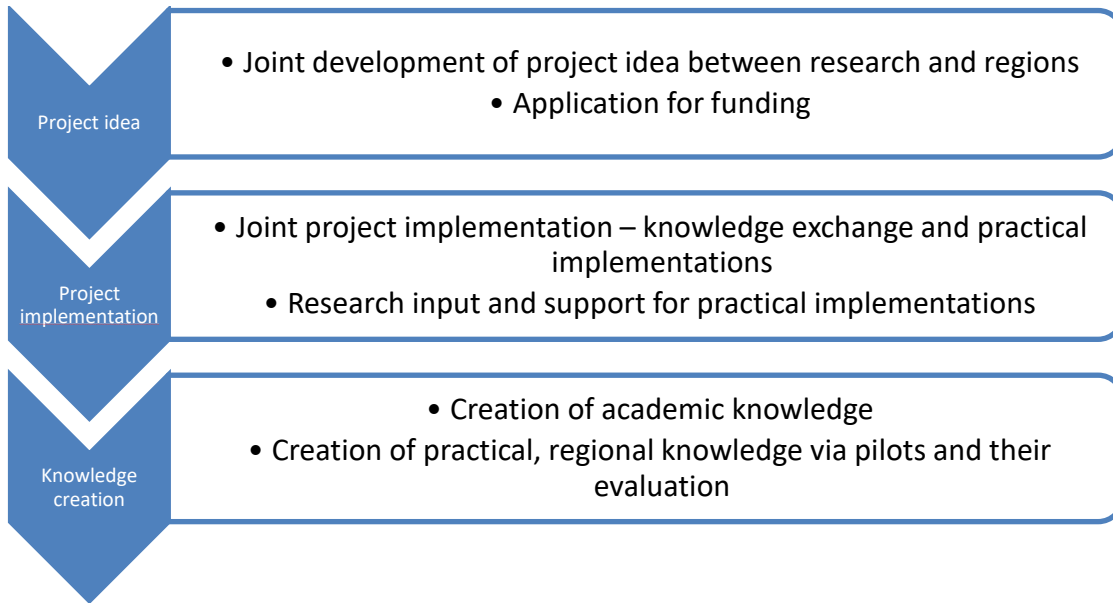 Project idea
• Joint development of project idea between research and regions
• Application for funding
Project
implementation
• Joint project implementation – knowledge exchange and practical
implementations
• Research input and support for practical implementations
Knowledge
creation
• Creation of academic knowledge
• Creation of practical, regional knowledge via pilots and their
evaluation